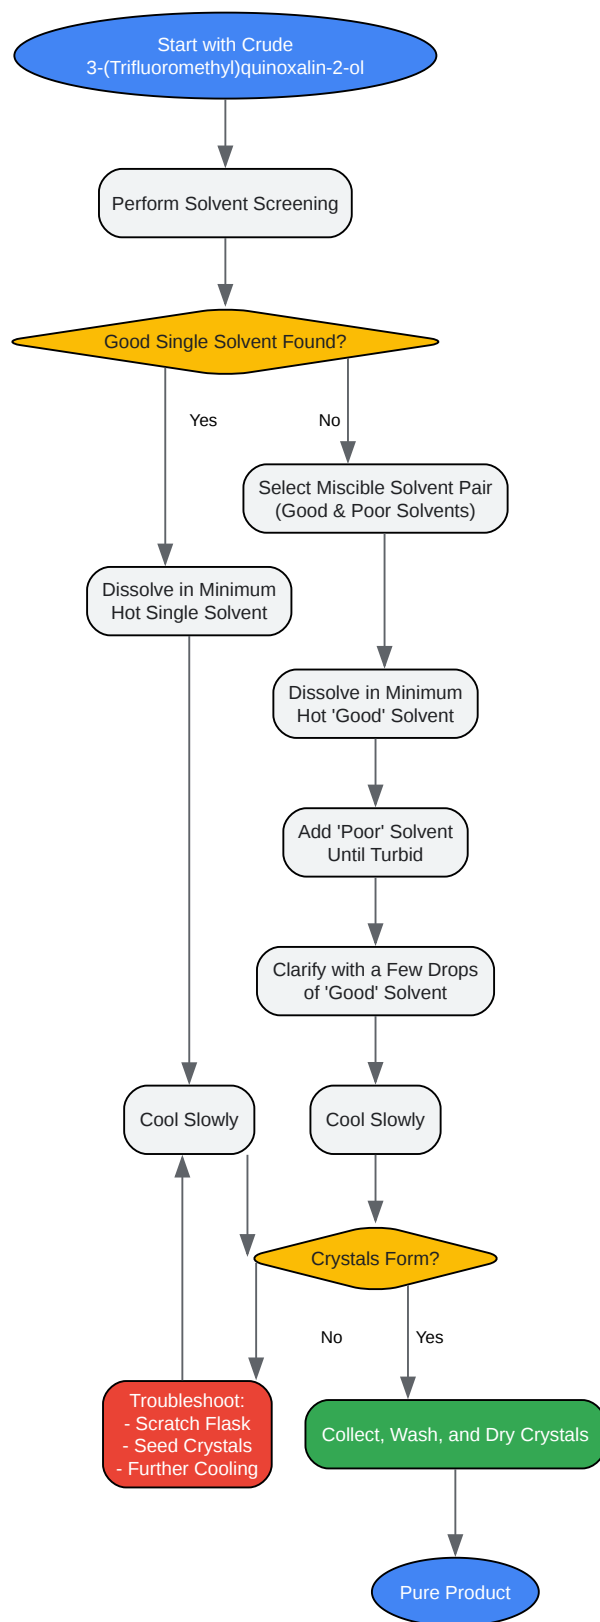 Start with Crude
3-(Trifluoromethyl)quinoxalin-2-ol
Perform Solvent Screening
Good Single Solvent Found?
Yes
No
Select Miscible Solvent Pair
(Good & Poor Solvents)
Dissolve in Minimum
Hot Single Solvent
Dissolve in Minimum
Hot 'Good' Solvent
Add 'Poor' Solvent
Until Turbid
Clarify with a Few Drops
of 'Good' Solvent
Cool Slowly
Cool Slowly
Crystals Form?
No
Yes
Troubleshoot:
- Scratch Flask
- Seed Crystals
- Further Cooling
Collect, Wash, and Dry Crystals
Pure Product